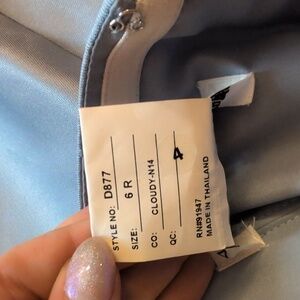 STYLE NO: D877
SIZE: 6 R
CO: CLOUDY-N14
QC: 4
RN#91947
MADE IN THAILAND